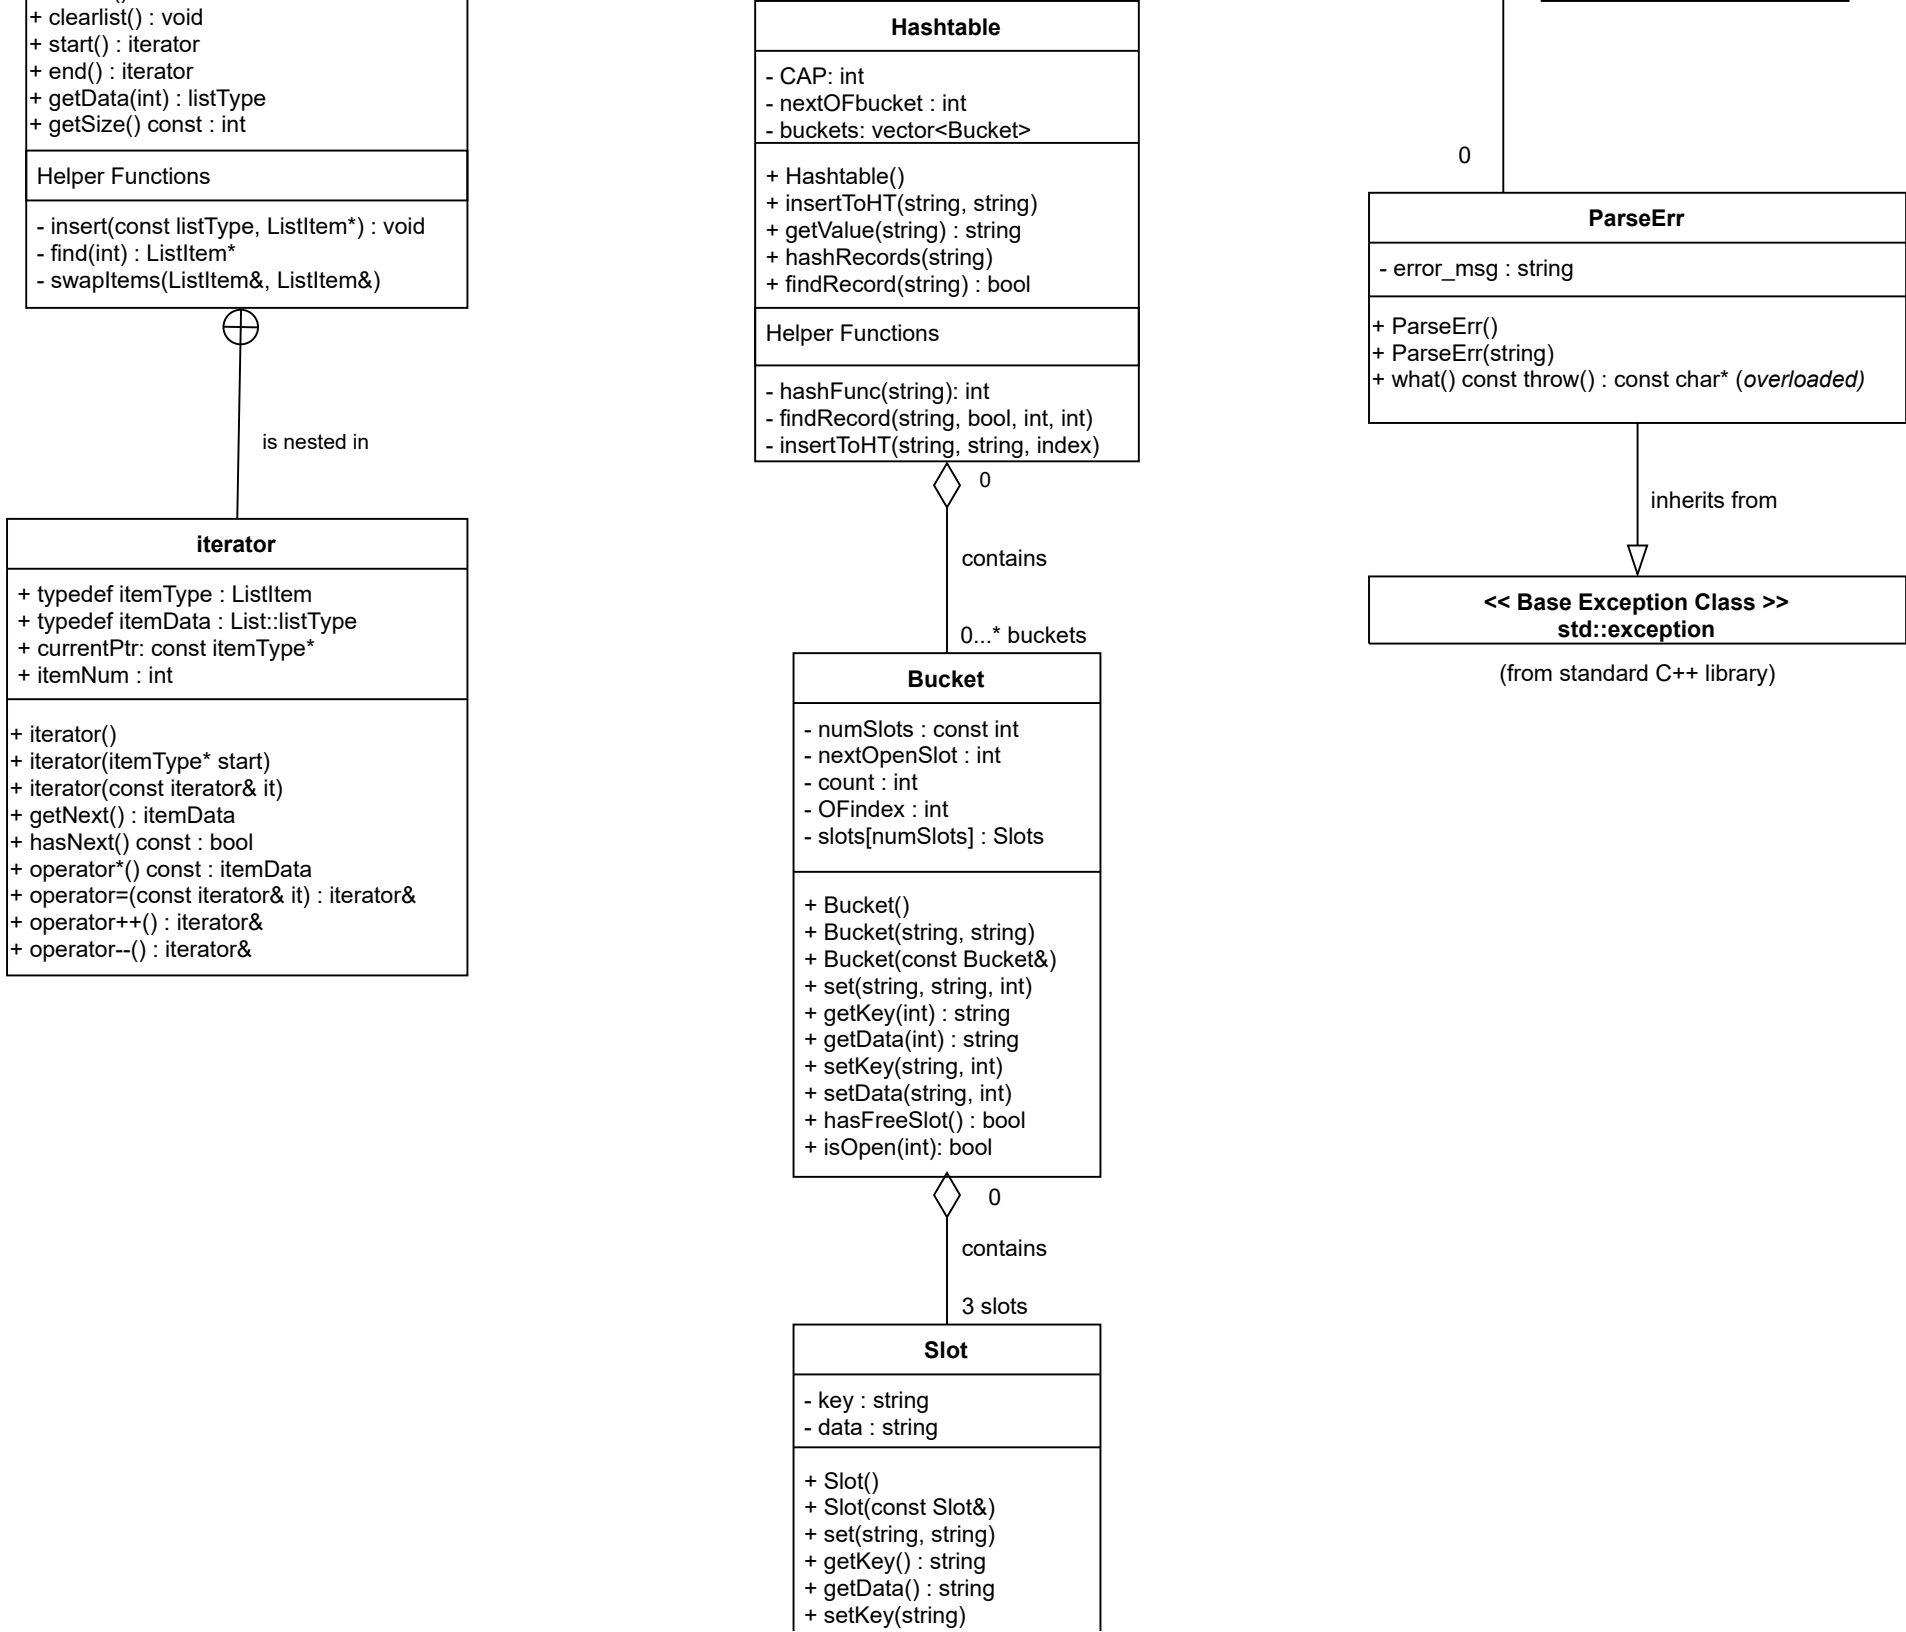 + clearlist() : void
+ start() : iterator
+ end() : iterator
+ getData(int) : listType
+ getSize() const : int
Helper Functions
- insert(const listType, ListItem*) : void
- find(int) : ListItem*
- swapItems(ListItem&, ListItem&)
is nested in
iterator
+ typedef itemType : ListItem
+ typedef itemData : List::listType
+ currentPtr: const itemType*
+ itemNum : int
+ iterator()
+ iterator(itemType* start)
+ iterator(const iterator& it)
+ getNext() : itemData
+ hasNext() const : bool
+ operator*() const : itemData
+ operator=(const iterator& it) : iterator&
+ operator++() : iterator&
+ operator--() : iterator&
Hashtable
- CAP: int
- nextOFbucket : int
- buckets: vector<Bucket>
+ Hashtable()
+ insertToHT(string, string)
+ getValue(string) : string
+ hashRecords(string)
+ findRecord(string) : bool
Helper Functions
- hashFunc(string): int
- findRecord(string, bool, int, int)
- insertToHT(string, string, index)
0
contains
0...* buckets
Bucket
- numSlots : const int
- nextOpenSlot : int
- count : int
- OFindex : int
- slots[numSlots] : Slots
+ Bucket()
+ Bucket(string, string)
+ Bucket(const Bucket&)
+ set(string, string, int)
+ getKey(int) : string
+ getData(int) : string
+ setKey(string, int)
+ setData(string, int)
+ hasFreeSlot() : bool
+ isOpen(int): bool
0
contains
3 slots
Slot
- key : string
- data : string
+ Slot()
+ Slot(const Slot&)
+ set(string, string)
+ getKey() : string
+ getData() : string
+ setKey(string)
0
ParseErr
- error_msg : string
+ ParseErr()
+ ParseErr(string)
+ what() const throw() : const char* (overloaded)
inherits from
<< Base Exception Class >>
std::exception
(from standard C++ library)